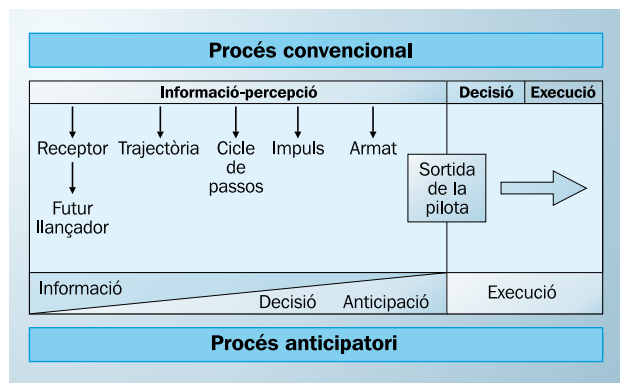 Procés convencional
Informació-percepció
Decisió
Execució
Receptor
Trajectòria
Cicle
de
passos
Impuls
Armat
Futur
llançador
Sortida
de la
pilota
Informació
Decisió
Anticipació
Execució
Procés anticipatori